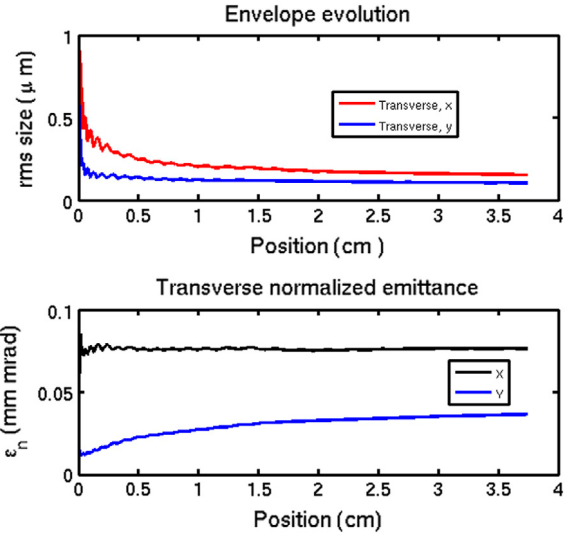 Envelope evolution
rms size (μ m)
1
0.5
0
Transverse, x
Transverse, y
0 0.5 1 1.5 2 2.5 3 3.5 4
Position (cm )
Transverse normalized emittance
εn (mm mrad)
0.1
0.05
0
X
Y
0 0.5 1 1.5 2 2.5 3 3.5 4
Position (cm)